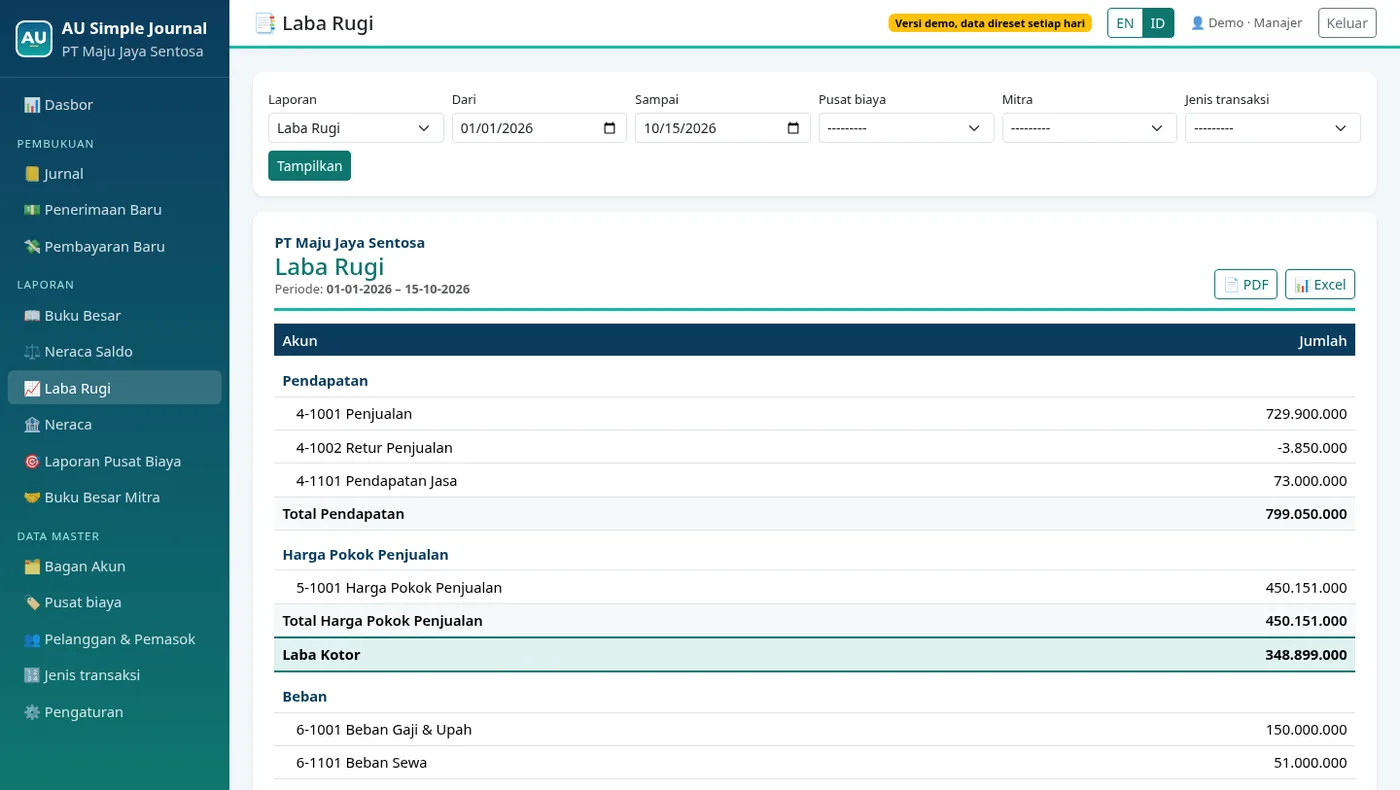 AU
AU Simple Journal
PT Maju Jaya Sentosa
Dasbor
PEMBUKUAN
Jurnal
Penerimaan Baru
Pembayaran Baru
LAPORAN
Buku Besar
Neraca Saldo
Laba Rugi
Neraca
Laporan Pusat Biaya
Buku Besar Mitra
DATA MASTER
Bagan Akun
Pusat biaya
Pelanggan & Pemasok
Jenis transaksi
Pengaturan
Laba Rugi
Versi demo, data direset setiap hari
EN ID
Demo · Manajer
Keluar
Laporan Dari Sampai Pusat biaya Mitra Jenis transaksi
Laba Rugi 01/01/2026 10/15/2026 --------- --------- ---------
Tampilkan
PT Maju Jaya Sentosa
Laba Rugi
Periode: 01-01-2026 – 15-10-2026
PDF Excel
Akun Jumlah
Pendapatan
4-1001 Penjualan 729.900.000
4-1002 Retur Penjualan -3.850.000
4-1101 Pendapatan Jasa 73.000.000
Total Pendapatan 799.050.000
Harga Pokok Penjualan
5-1001 Harga Pokok Penjualan 450.151.000
Total Harga Pokok Penjualan 450.151.000
Laba Kotor 348.899.000
Beban
6-1001 Beban Gaji & Upah 150.000.000
6-1101 Beban Sewa 51.000.000